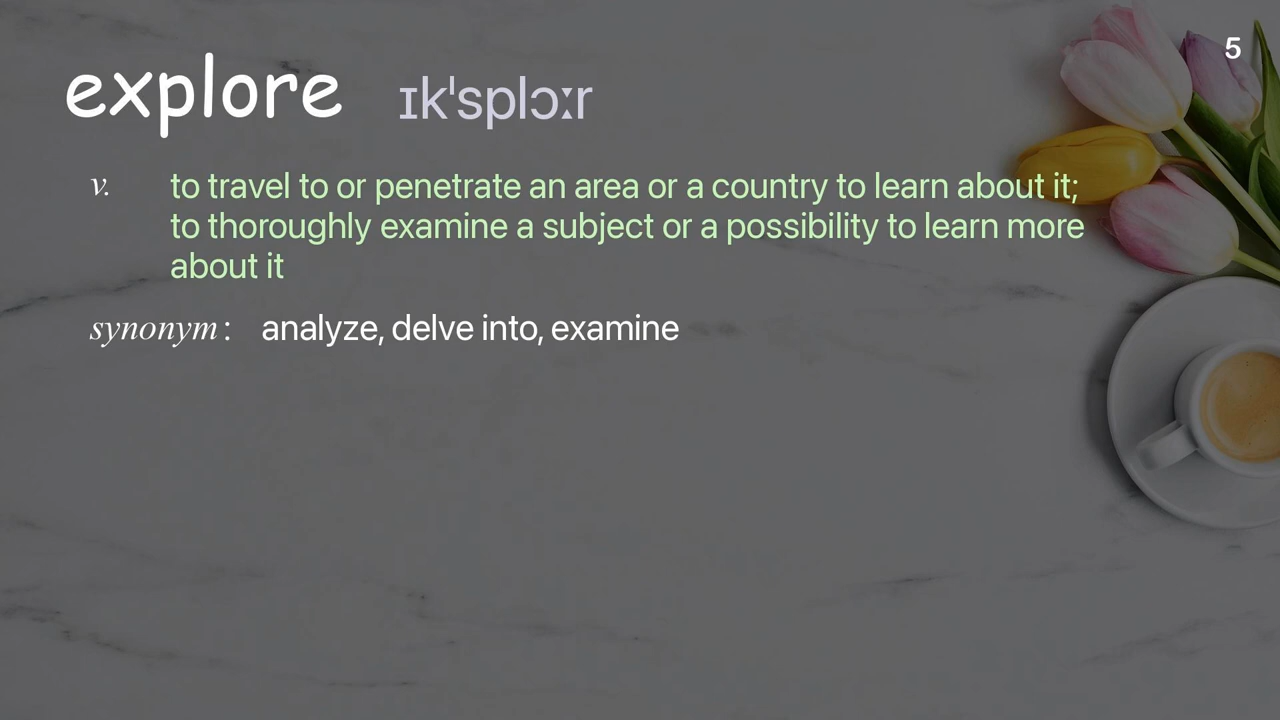 5
explore ɪkˈsplɔːr
v. to travel to or penetrate an area or a country to learn about it;
to thoroughly examine a subject or a possibility to learn more
about it
synonym: analyze, delve into, examine